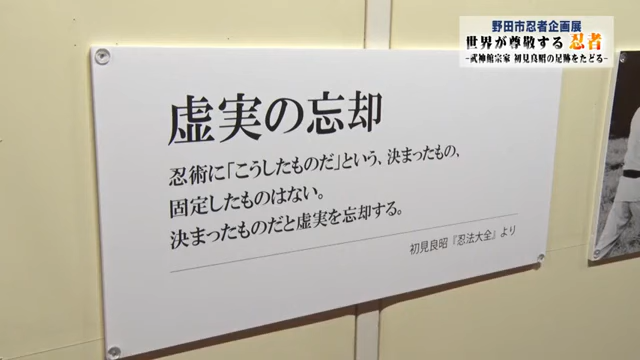 野田市忍者企画展
世界が尊敬する 忍者
-武神館宗家 初見良昭の足跡をたどる-
虚実の忘却
忍術に「こうしたものだ」という、決まったもの、
固定したものはない。
決まったものだと虚実を忘却する。
初見良昭『忍法大全』より